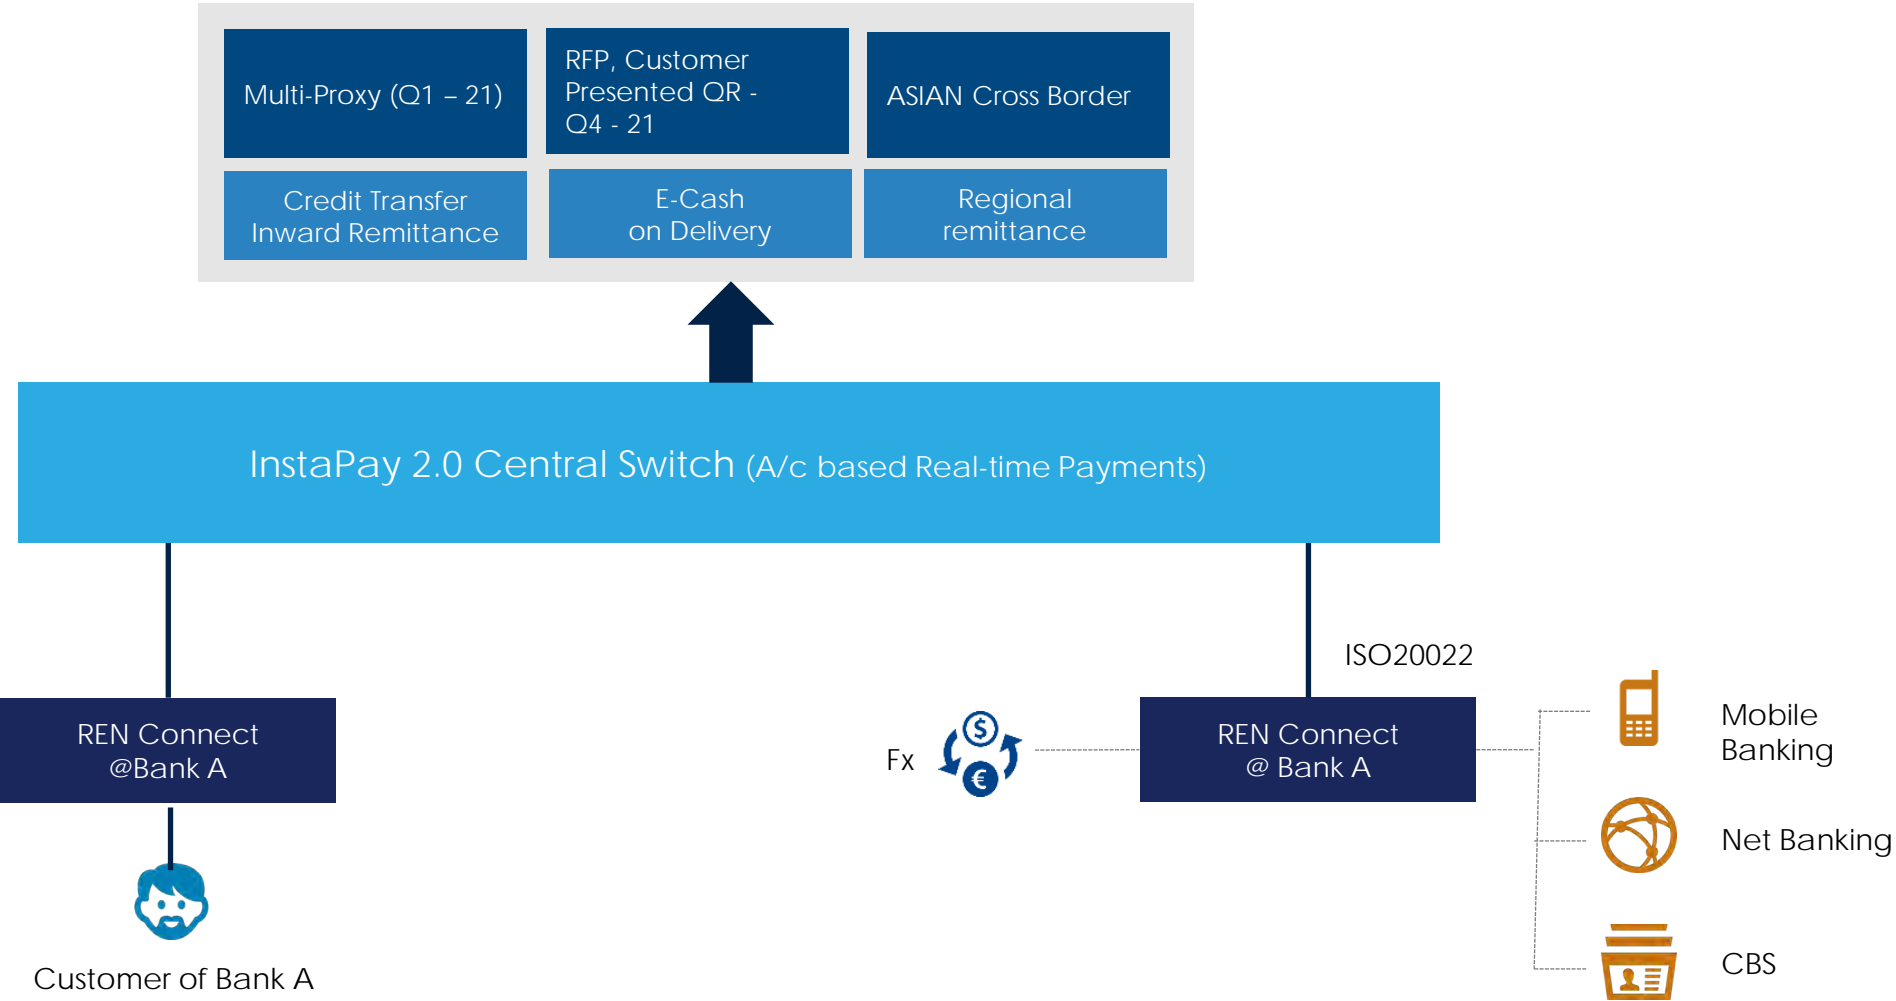 Multi-Proxy (Q1 – 21)
RFP, Customer
Presented QR -
Q4 - 21
ASIAN Cross Border
Credit Transfer
Inward Remittance
E-Cash
on Delivery
Regional
remittance
InstaPay 2.0 Central Switch (A/c based Real-time Payments)
ISO20022
REN Connect
@Bank A
Fx
$
€
REN Connect
@ Bank A
Mobile
Banking
Net Banking
CBS
Customer of Bank A